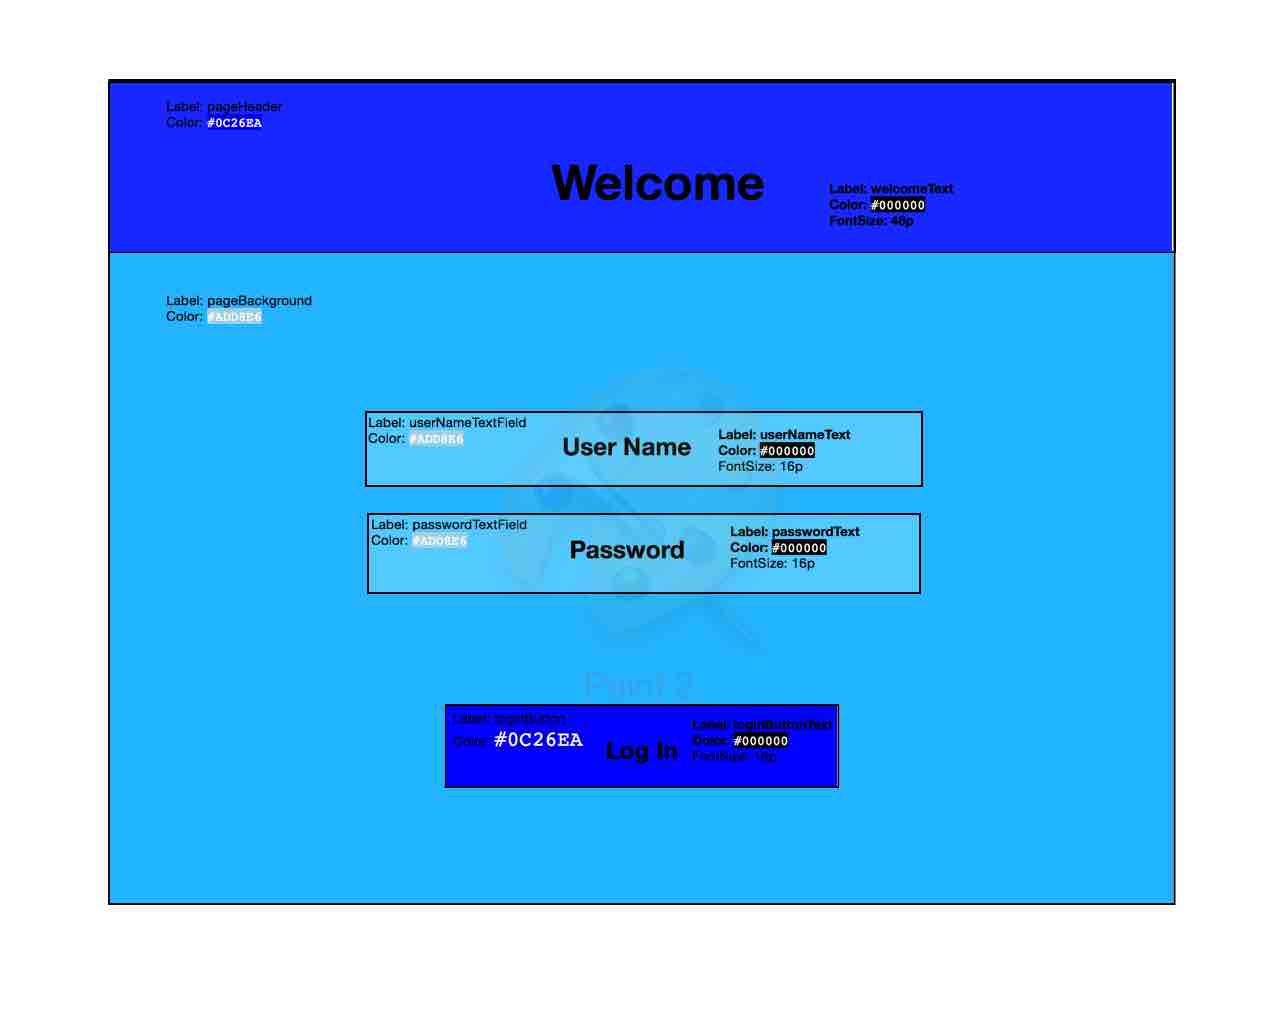 Label: pageHeader
Color: #0C26EA
Welcome
Label: welcomeText
Color: #000000
FontSize: 46p
Label: pageBackground
Color: #ADD8E6
Label: userNameTextField
Color: #ADD8E6
User Name
Label: userNameText
Color: #000000
FontSize: 16p
Label: passwordTextField
Color: #ADD8E6
Password
Label: passwordText
Color: #000000
FontSize: 16p
Paint 2
Label: loginButton
Color: #0C26EA
Log In
Label: loginButtonText
Color: #000000
FontSize: 16p